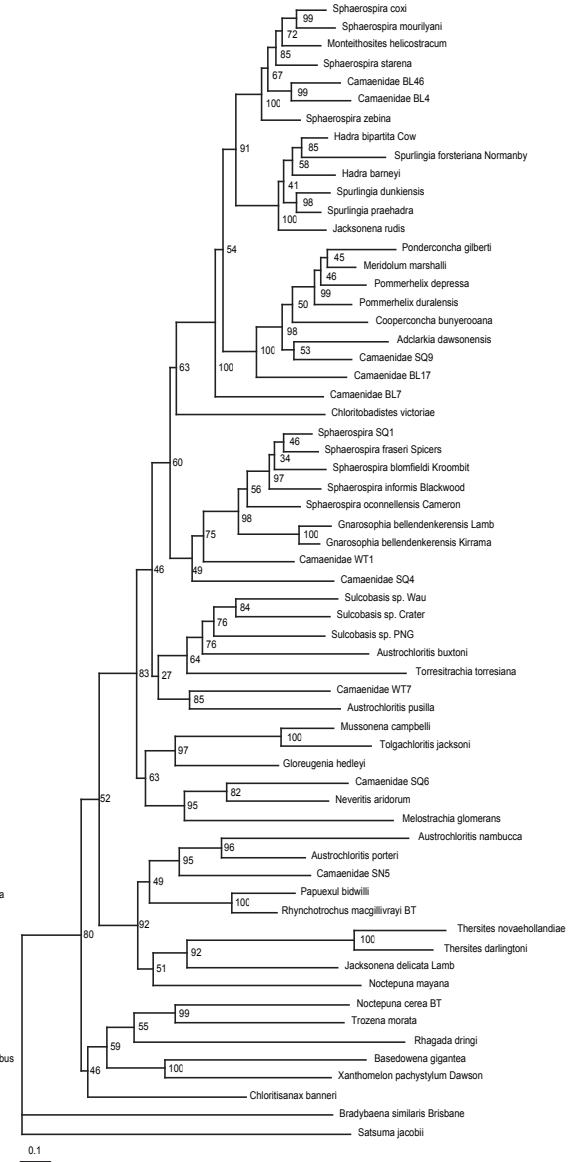 Sphaerospira coxi
99
Sphaerospira mourilyani
72
Monteithosites helicostracum
85
Sphaerospira starena
67
Camaenidae BL46
99
Camaenidae BL4
100
Sphaerospira zebina
Hadra bipartita Cow
85
91
Spurlingia forsteriana Normanby
58
Hadra barneyi
41
Spurlingia dunkiensis
98
Spurlingia praehadra
100
Jacksonena rudis
54
Ponderconcha gilberti
45
Meridolum marshalli
46
Pommerhelix depressa
99
50
Pommerhelix duralensis
Cooperconcha bunyerooana
98
Adclarkia dawsonensis
100
53
Camaenidae SQ9
63
100
Camaenidae BL17
Camaenidae BL7
Chloritobadistes victoriae
Sphaerospira SQ1
46
Sphaerospira fraseri Spicers
34
60
Sphaerospira blomfieldi Kroombit
97
56
Sphaerospira informis Blackwood
Sphaerospira oconnellensis Cameron
98
Gnarosophia bellendenkerensis Lamb
75
100
Gnarosophia bellendenkerensis Kirrama
Camaenidae WT1
46
49
Camaenidae SQ4
Sulcobasis sp. Wau
84
Sulcobasis sp. Crater
76
Sulcobasis sp. PNG
76
Austrochloritis buxtoni
64
Torresitrachia torresiana
83
27
Camaenidae WT7
85
Austrochloritis pusilla
Mussonena campbelli
100
Tolgachloritis jacksoni
97
Gloreugenia hedleyi
63
Camaenidae SQ6
82
Neveritis aridorum
52
95
Melostrachia glomerans
Austrochloritis nambucca
96
Austrochloritis porteri
95
Camaenidae SN5
49
Papuexul bidwilli
a
100
Rhynchotrochus macgillivrayi BT
92
Thersites novaehollandiae
80
100
Thersites darlingtoni
92
Jacksonena delicata Lamb
51
Noctepuna mayana
Noctepuna cerea BT
99
Trozena morata
55
Rhagada dringi
59
bus
Basedowena gigantea
100
46
Xanthomelon pachystylum Dawson
Chloritisanax banneri
Bradybaena similaris Brisbane
Satsuma jacobii
0.1